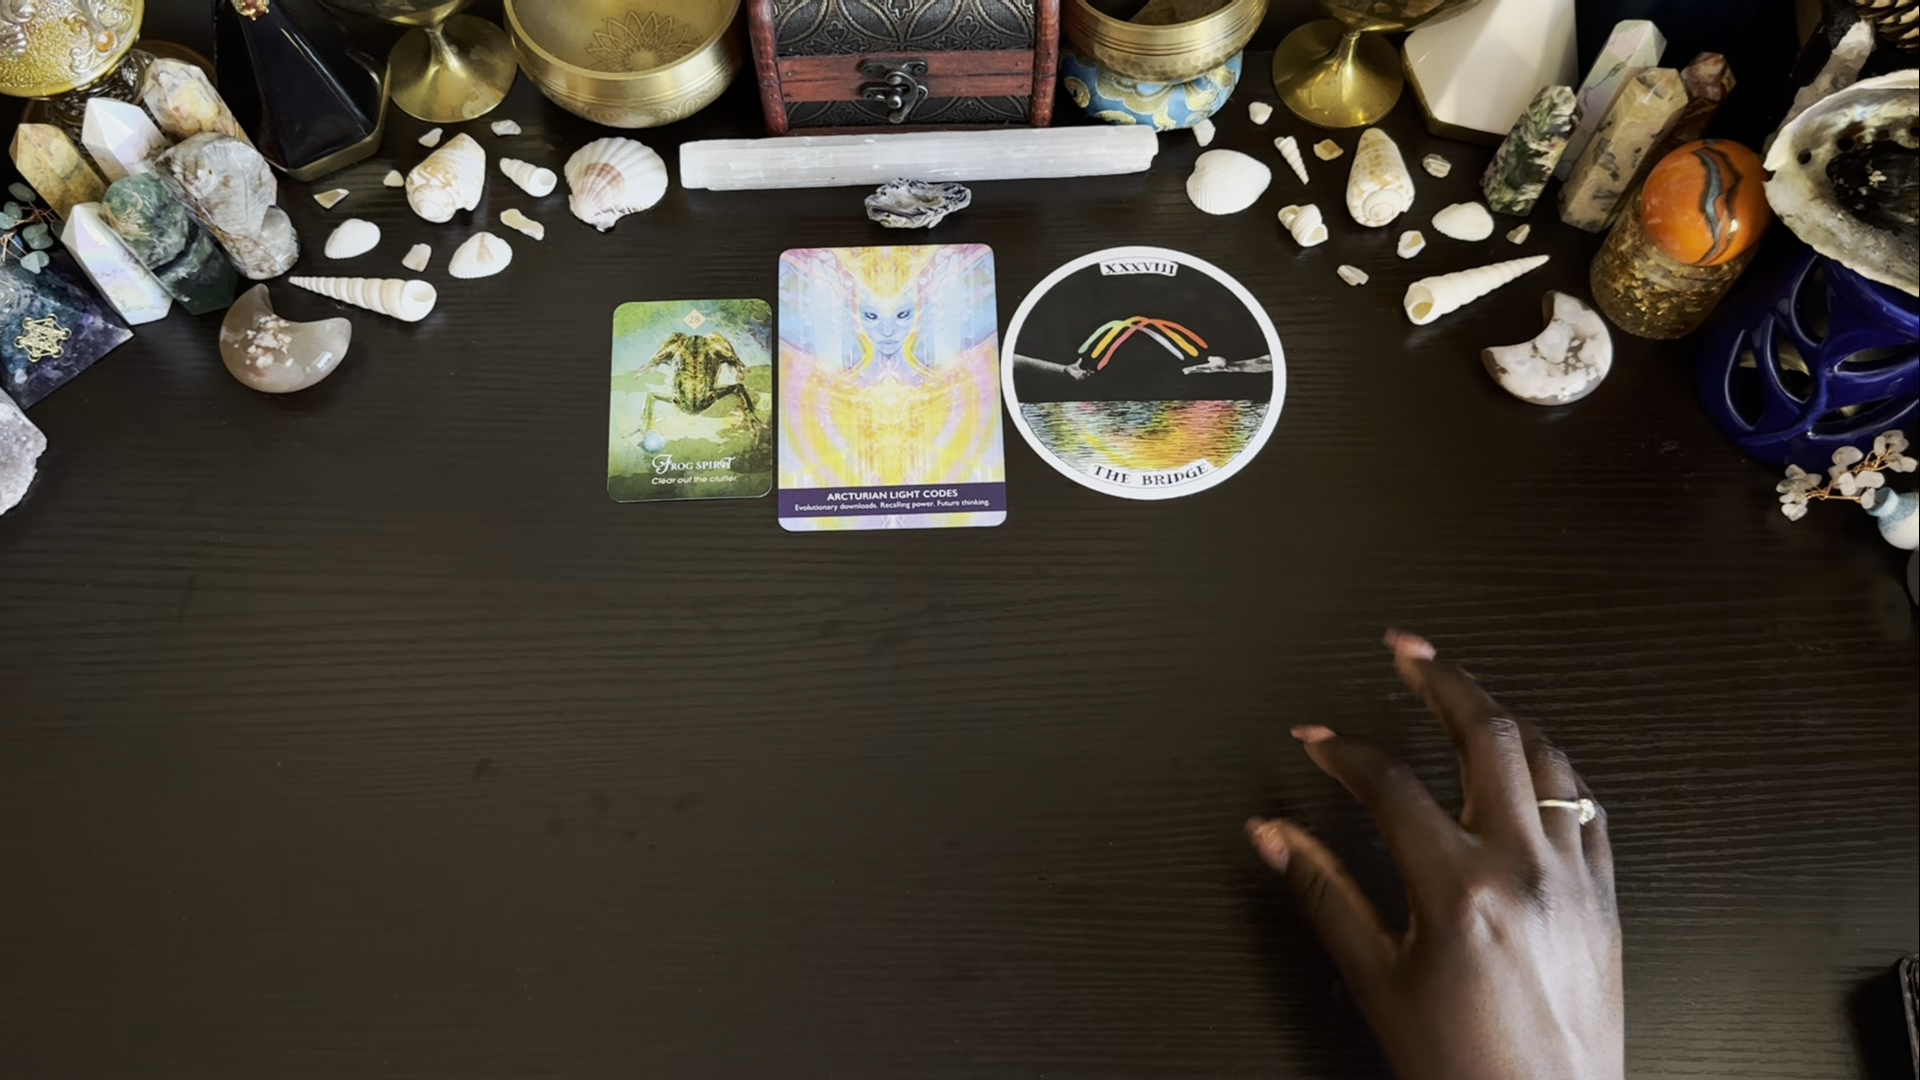 28
Frog Spirit
Clear out the clutter.
ARCTURIAN LIGHT CODES
Evolutionary downloads. Recalling power. Future thinking.
XXXVIII
THE BRIDGE